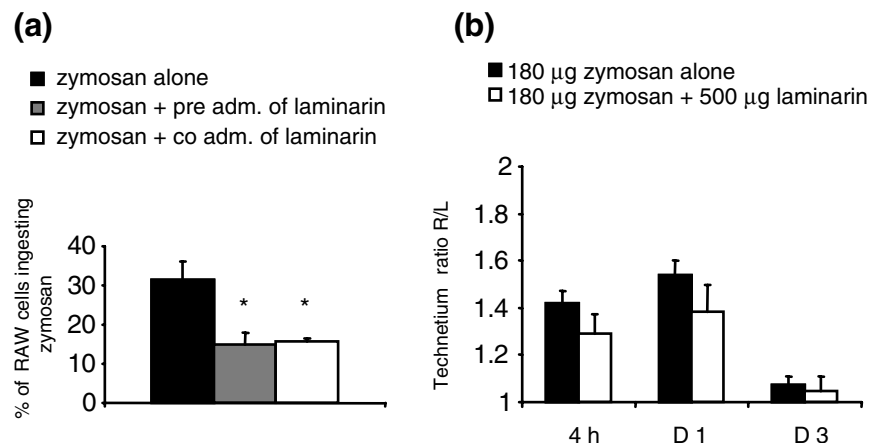 (a)
zymosan alone
zymosan + pre adm. of laminarin
zymosan + co adm. of laminarin
% of RAW cells ingesting
zymosan
40
30
20
10
0
*
*
(b)
180 μg zymosan alone
180 μg zymosan + 500 μg laminarin
Technetium ratio R/L
2
1.8
1.6
1.4
1.2
1
4 h
D 1
D 3